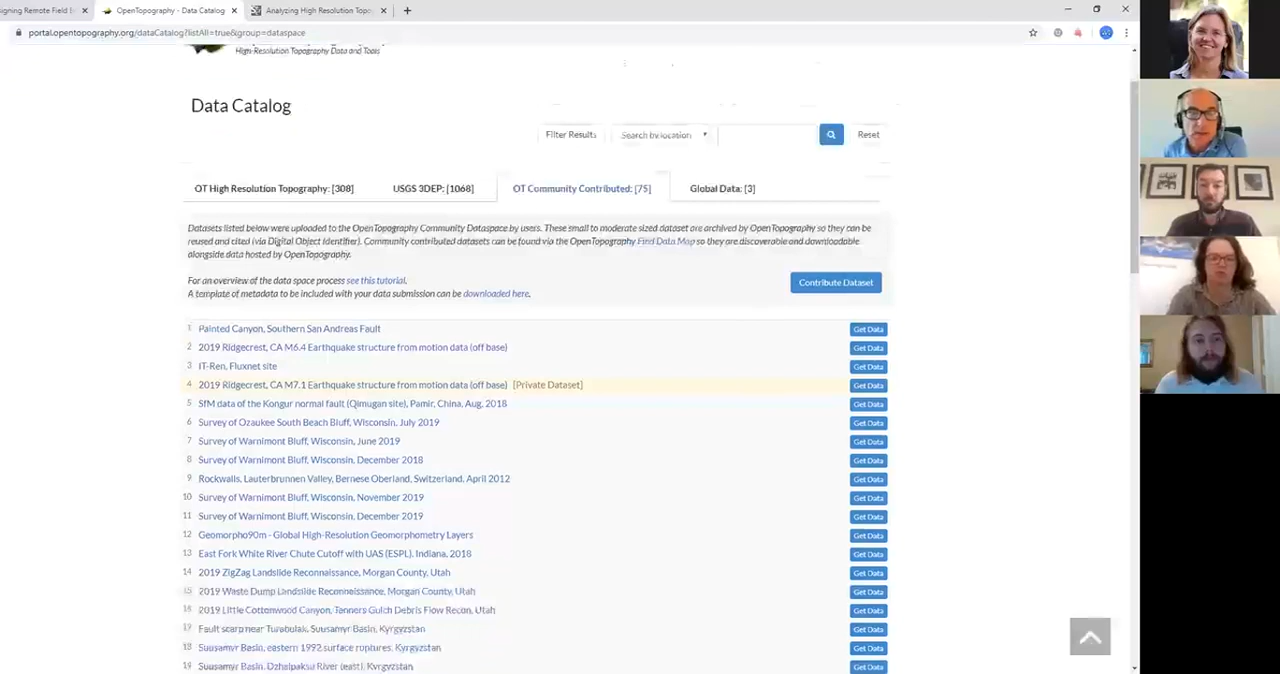 igning Remote Field E
OpenTopography - Data Catalog
Analyzing High Resolution Topo
portal.opentopography.org/dataCatalog?listAll=true&group=dataspace
High-Resolution Topography Data and Tools
Data Catalog
Filter Results Search by location Reset
OT High Resolution Topography: [308] USGS 3DEP: [1068] OT Community Contributed: [75] Global Data: [3]
Datasets listed below were uploaded to the OpenTopography Community Dataspace by users. These small to moderate sized dataset are archived by OpenTopography so they can be
reused and cited (via Digital Object Identifier). Community contributed datasets can be found via the OpenTopography Find Data Map so they are discoverable and downloadable
alongside data hosted by OpenTopography.
For an overview of the data space process see this tutorial.
A template of metadata to be included with your data submission can be downloaded here.
Contribute Dataset
1 Painted Canyon, Southern San Andreas Fault Get Data
2 2019 Ridgecrest, CA M6.4 Earthquake structure from motion data (off base) Get Data
3 IT-Ren, Fluxnet site Get Data
4 2019 Ridgecrest, CA M7.1 Earthquake structure from motion data (off base) [Private Dataset] Get Data
5 SfM data of the Kongur normal fault (Qimugan site), Pamir, China, Aug, 2018 Get Data
6 Survey of Ozaukee South Beach Bluff, Wisconsin, July 2019 Get Data
7 Survey of Warnimont Bluff, Wisconsin, June 2019 Get Data
8 Survey of Warnimont Bluff, Wisconsin, December 2018 Get Data
9 Rockwalls, Lauterbrunnen Valley, Bernese Oberland, Switzerland, April 2012 Get Data
10 Survey of Warnimont Bluff, Wisconsin, November 2019 Get Data
11 Survey of Warnimont Bluff, Wisconsin, December 2019 Get Data
12 Geomorpho90m - Global High-Resolution Geomorphometry Layers Get Data
13 East Fork White River Chute Cutoff with UAS (ESPL), Indiana, 2018 Get Data
14 2019 ZigZag Landslide Reconnaissance, Morgan County, Utah Get Data
15 2019 Waste Dump Landslide Reconnaissance, Morgan County, Utah Get Data
16 2019 Little Cottonwood Canyon, Tanners Gulch Debris Flow Recon, Utah Get Data
Fault scarp near Turabulak, Suusamyr Basin, Kyrgyzstan Get Data
18 Suusamyr Basin, eastern 1992 surface ruptures, Kyrgyzstan Get Data
19 Suusamyr Basin, Dzhalpaksu River (east), Kyrgyzstan Get Data